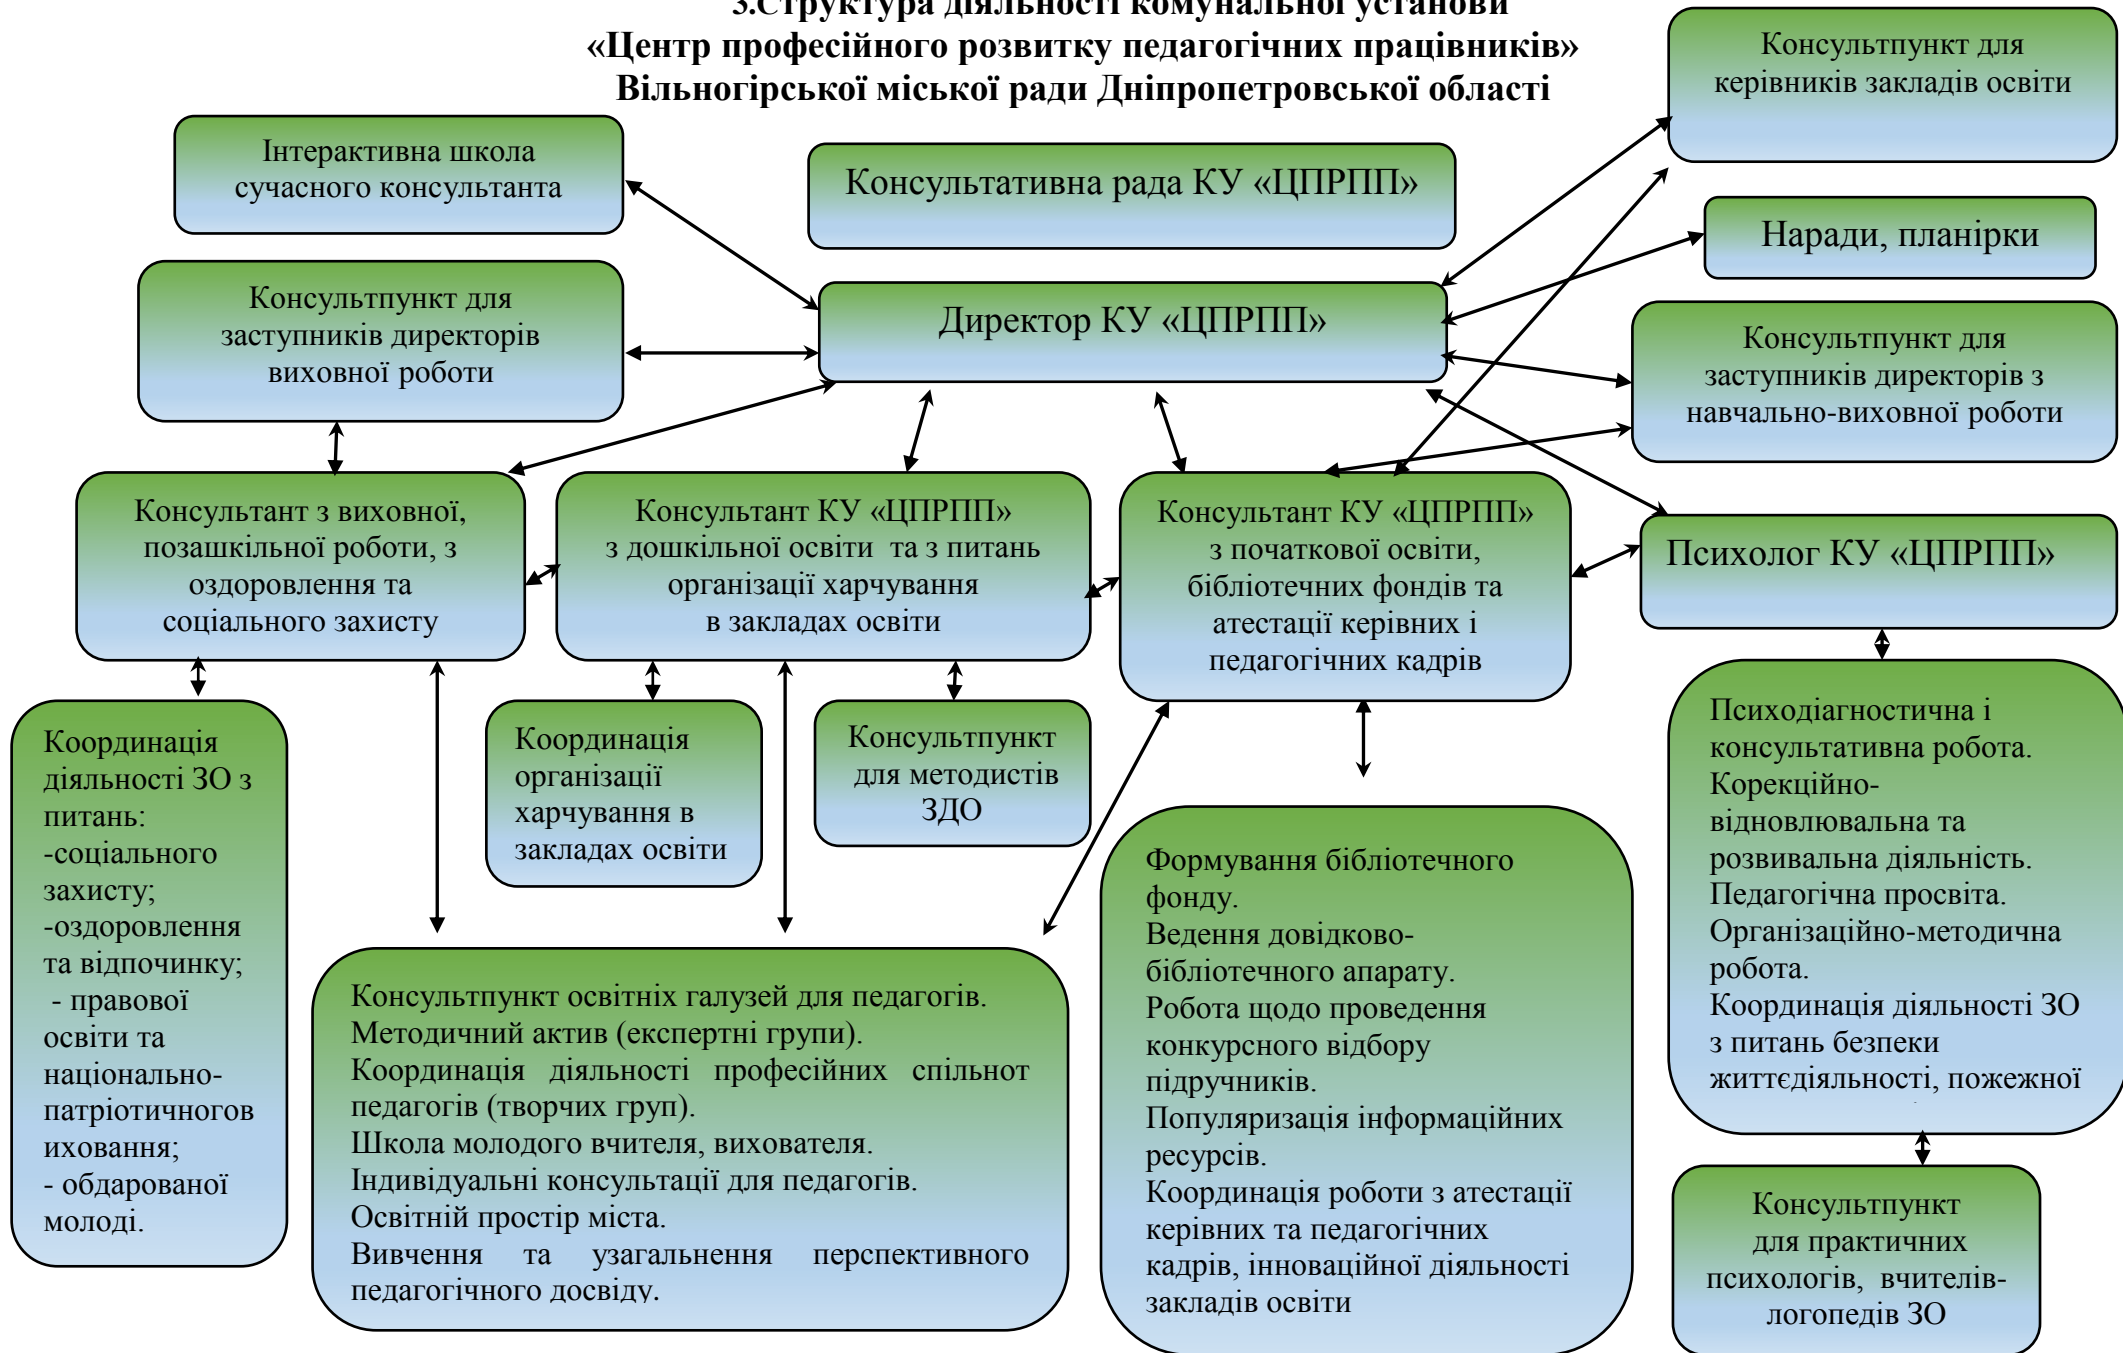 3.Структура діяльності комунальної установи
«Центр професійного розвитку педагогічних працівників»
Вільногірської міської ради Дніпропетровської області
Консультпункт для
керівників закладів освіти
Інтерактивна школа
сучасного консультанта
Консультативна рада КУ «ЦПРПП»
Наради, планірки
Консультпункт для
заступників директорів
виховної роботи
Директор КУ «ЦПРПП»
Консультпункт для
заступників директорів з
навчально-виховної роботи
Консультант з виховної,
позашкільної роботи, з
оздоровлення та
соціального захисту
Консультант КУ «ЦПРПП»
з дошкільної освіти та з питань
організації харчування
в закладах освіти
Консультант КУ «ЦПРПП»
з початкової освіти,
бібліотечних фондів та
атестації керівних і
педагогічних кадрів
Психолог КУ «ЦПРПП»
Координація
діяльності ЗО з
питань:
-соціального
захисту;
-оздоровлення
та відпочинку;
- правової
освіти та
національно-
патріотичногов
иховання;
- обдарованої
молоді.
Координація
організації
харчування в
закладах освіти
Консультпункт
для методистів
ЗДО
Консультпункт освітніх галузей для педагогів.
Методичний актив (експертні групи).
Координація діяльності професійних спільнот
педагогів (творчих груп).
Школа молодого вчителя, вихователя.
Індивідуальні консультації для педагогів.
Освітній простір міста.
Вивчення та узагальнення перспективного
педагогічного досвіду.
Формування бібліотечного
фонду.
Ведення довідково-
бібліотечного апарату.
Робота щодо проведення
конкурсного відбору
підручників.
Популяризація інформаційних
ресурсів.
Координація роботи з атестації
керівних та педагогічних
кадрів, інноваційної діяльності
закладів освіти
Психодіагностична і
консультативна робота.
Корекційно-
відновлювальна та
розвивальна діяльність.
Педагогічна просвіта.
Організаційно-методична
робота.
Координація діяльності ЗО
з питань безпеки
життєдіяльності, пожежної
Консультпункт
для практичних
психологів, вчителів-
логопедів ЗО